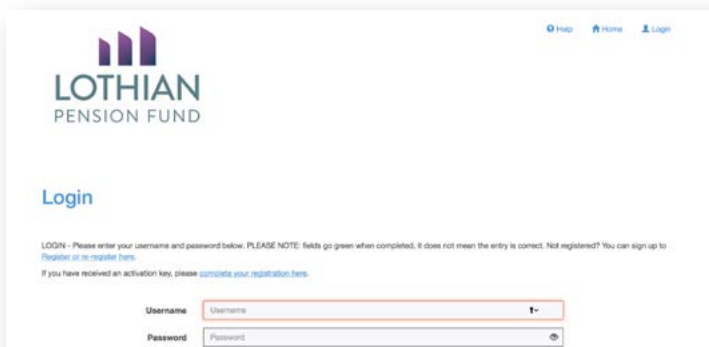 Help Home Login
LOTHIAN
PENSION FUND
Login
LOGIN - Please enter your username and password below. PLEASE NOTE: fields go green when completed, it does not mean the entry is correct. Not registered? You can sign up to
Register or re-register here.
If you have received an activation key, please complete your registration here.
Username Username
Password Password